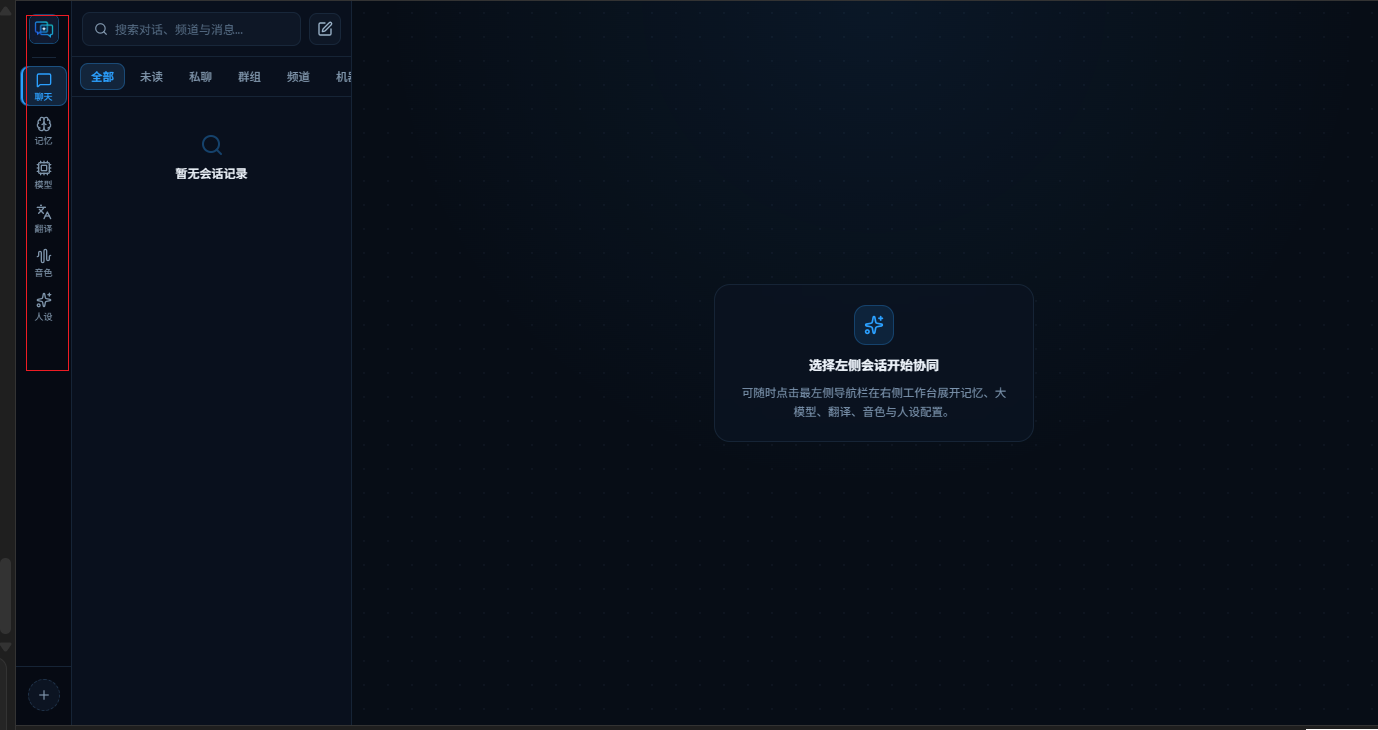 搜索对话、频道与消息...
全部 未读 私聊 群组 频道
聊天
记忆
模型
翻译
音色
人设
暂无会话记录
选择左侧会话开始协同
可随时点击最左侧导航栏在右侧工作台展开记忆、大
模型、翻译、音色与人设配置。